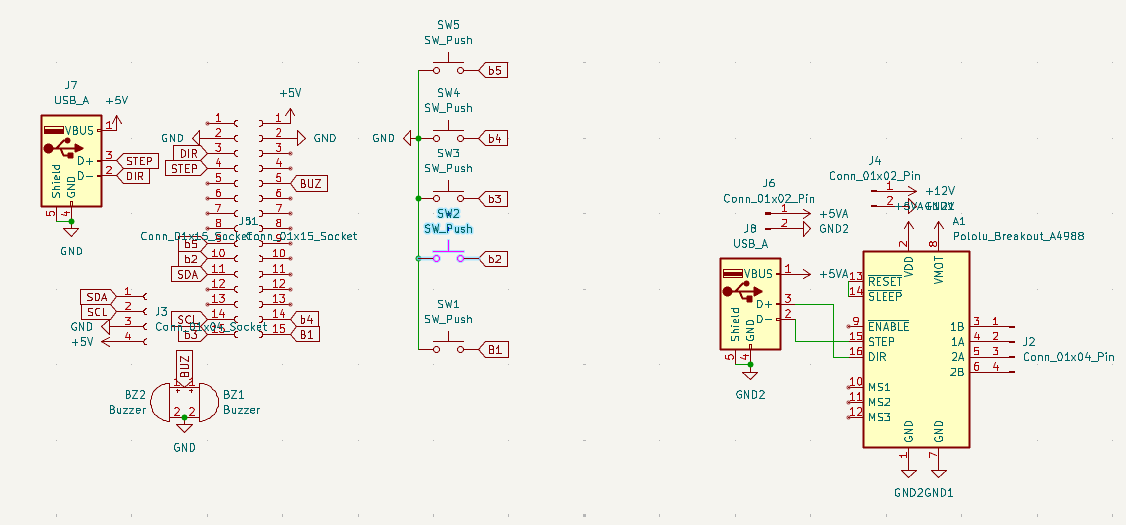 SW5
SW_Push
b5
J7
USB_A
+5V
VBUS
1
D+
3
STEP
D-
2
DIR
Shield
GND
5
4
GND
+5V
1
1
GND
2
2
GND
DIR
3
3
STEP
4
4
5
5
BUZ
6
6
7
7
8
8
Conn_01x15_Socket
Conn_01x15_Socket
b5
9
b2
10
10
SDA
11
11
12
12
13
13
SCL
14
14
b4
b3
15
15
B1
SW4
SW_Push
GND
b4
SW3
SW_Push
b3
SW2
SW_Push
b2
SW1
SW_Push
B1
SDA
1
SCL
2
J3
GND
3
Conn_01x04_Socket
+5V
4
BUZ
BZ2
Buzzer
1
1
+
+
2
2
BZ1
Buzzer
GND
J4
Conn_01x02_Pin
1
+12V
2
GND1
J6
Conn_01x02_Pin
1
+5VA
2
GND2
+5VA
J8
USB_A
VBUS
1
+5VA
D+
3
D-
2
Shield
GND
5
4
GND2
A1
Pololu_Breakout_A4988
2
8
VDD
VMOT
13
RESET
14
SLEEP
9
ENABLE
15
STEP
16
DIR
10
MS1
11
MS2
12
MS3
1B
3
1
1A
4
2
2A
5
3
2B
6
4
J2
Conn_01x04_Pin
GND
GND
1
7
GND2
GND1